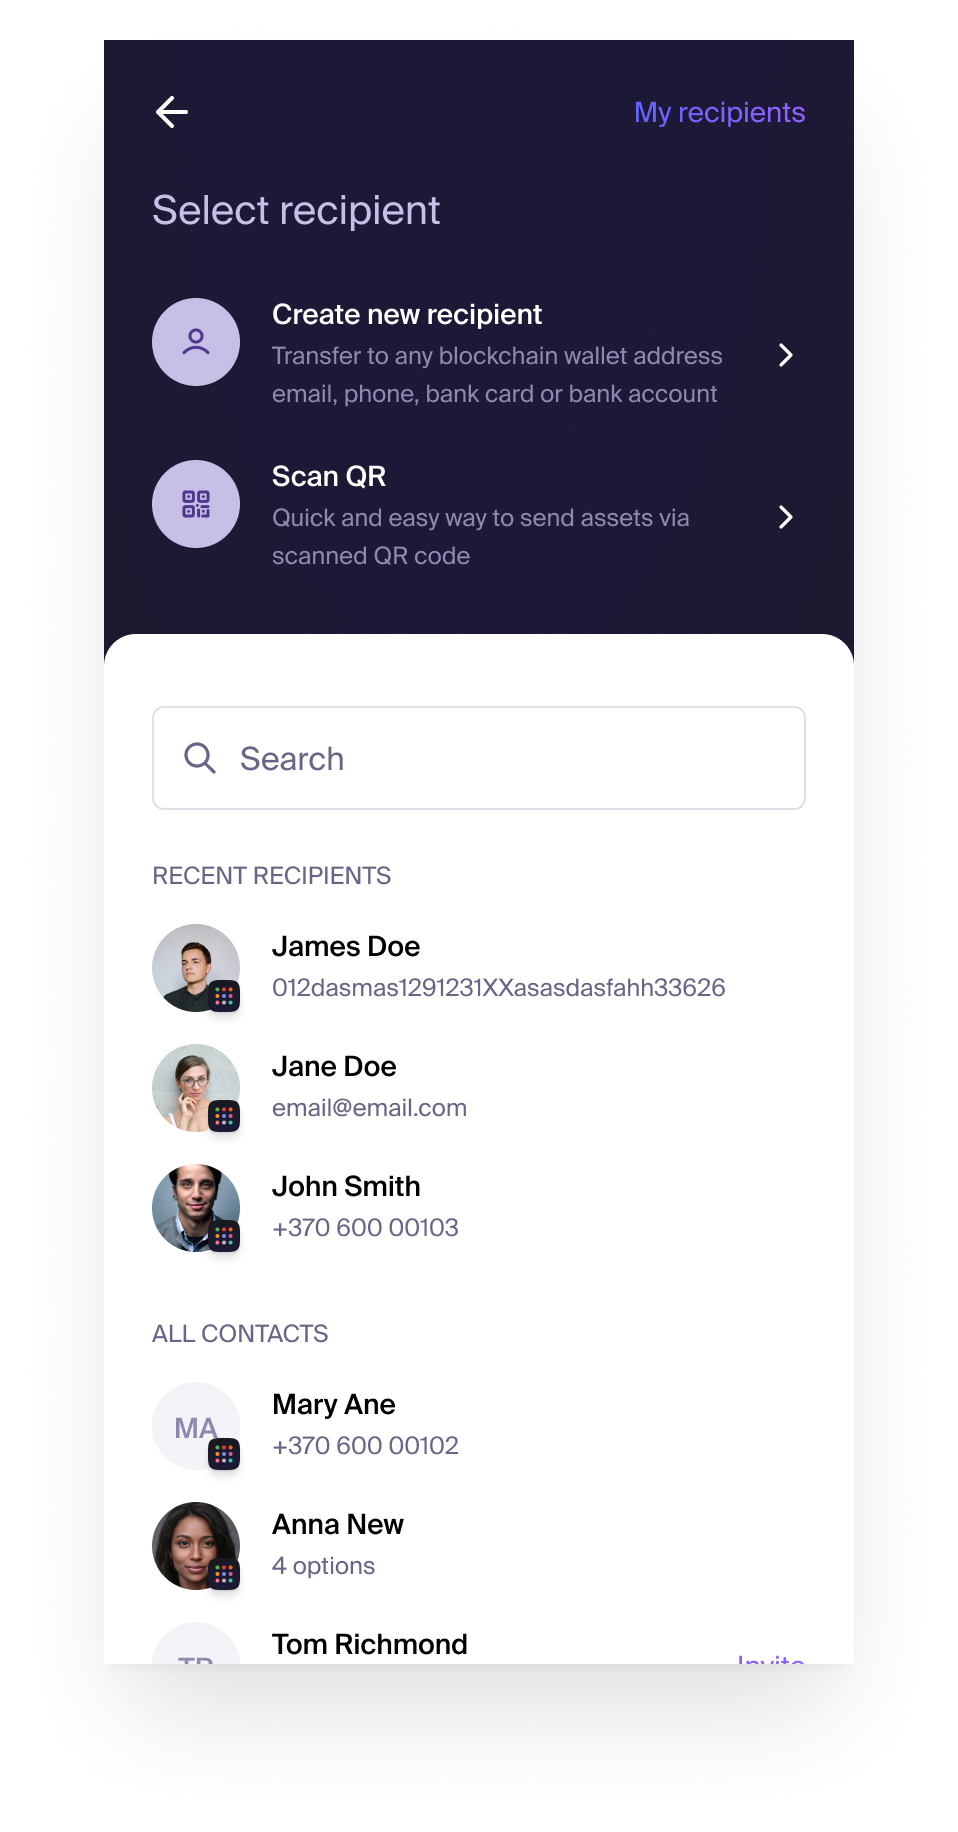 My recipients
Select recipient
Create new recipient
Transfer to any blockchain wallet address
email, phone, bank card or bank account
Scan QR
Quick and easy way to send assets via
scanned QR code
Search
RECENT RECIPIENTS
James Doe
012dasmas1291231XXasasdasfahh33626
Jane Doe
email@email.com
John Smith
+370 600 00103
ALL CONTACTS
MA
Mary Ane
+370 600 00102
Anna New
4 options
TR
Tom Richmond
Invite